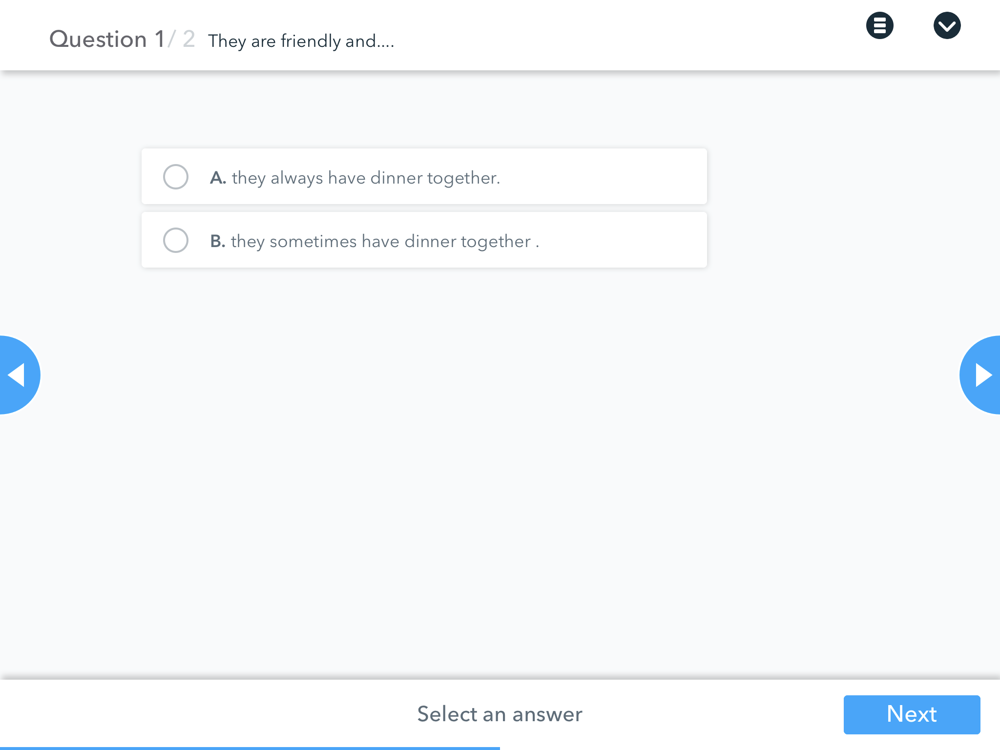 Question 1/ 2 They are friendly and....
A. they always have dinner together.
B. they sometimes have dinner together .
Select an answer
Next